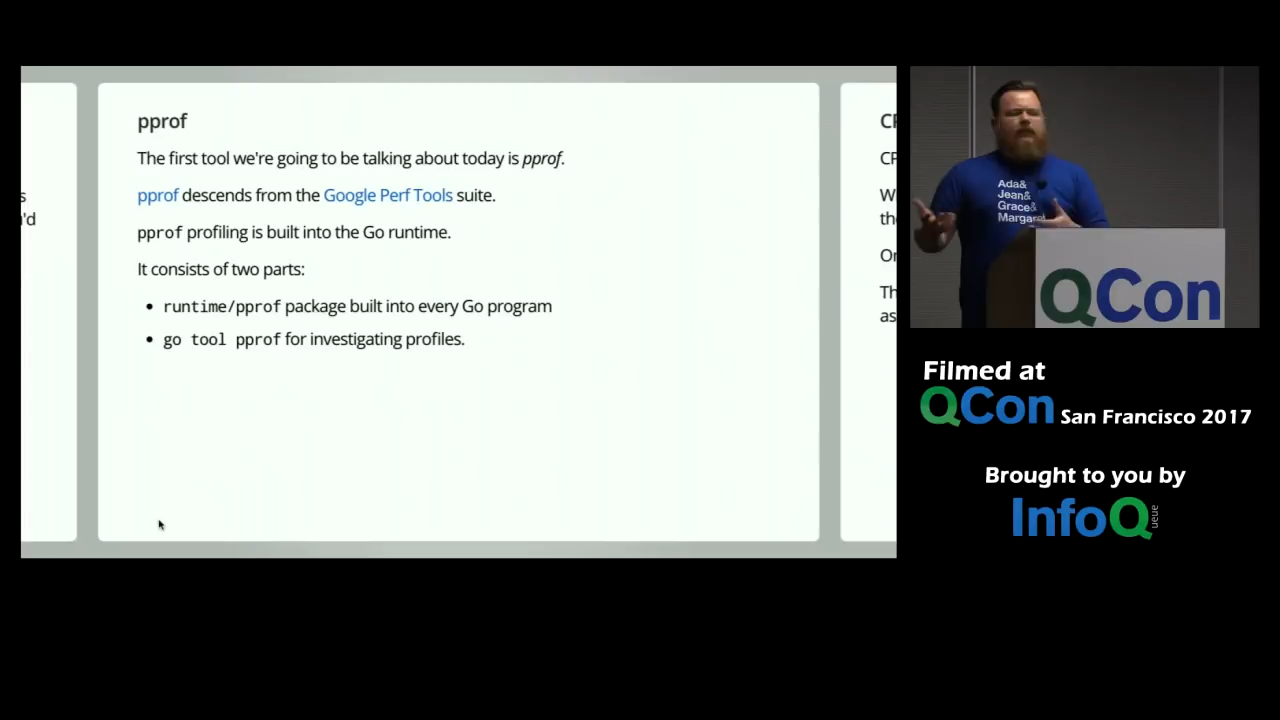 pprof
The first tool we're going to be talking about today is pprof.
pprof descends from the Google Perf Tools suite.
pprof profiling is built into the Go runtime.
It consists of two parts:
• runtime/pprof package built into every Go program
• go tool pprof for investigating profiles.
Ada&
Jean&
Grace&
Margaret
QCon
Filmed at
QCon San Francisco 2017
Brought to you by
InfoQueue